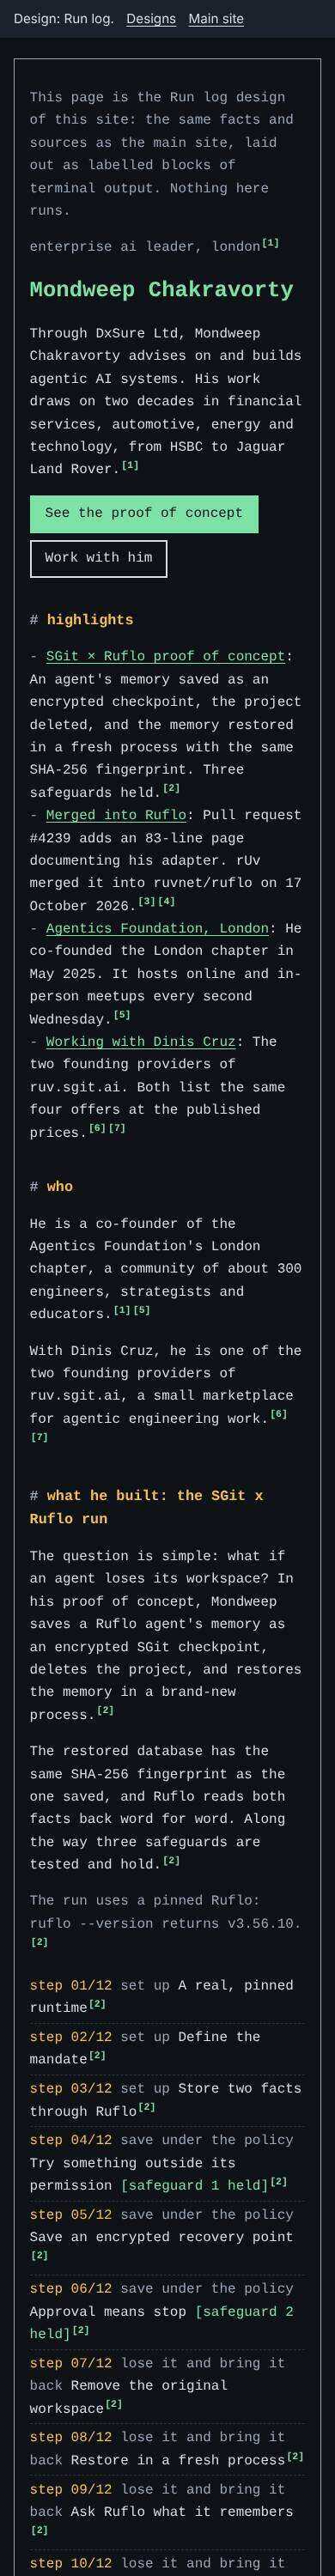 Design: Run log. Designs Main site
This page is the Run log design
of this site: the same facts and
sources as the main site, laid
out as labelled blocks of
terminal output. Nothing here
runs.
enterprise ai leader, london[1]
Mondweep Chakravorty
Through DxSure Ltd, Mondweep
Chakravorty advises on and builds
agentic AI systems. His work
draws on two decades in financial
services, automotive, energy and
technology, from HSBC to Jaguar
Land Rover.[1]
See the proof of concept
Work with him
# highlights
- SGit × Ruflo proof of concept:
An agent's memory saved as an
encrypted checkpoint, the project
deleted, and the memory restored
in a fresh process with the same
SHA-256 fingerprint. Three
safeguards held.[2]
- Merged into Ruflo: Pull request
#4239 adds an 83-line page
documenting his adapter. rUv
merged it into ruvnet/ruflo on 17
October 2026.[3][4]
- Agentics Foundation, London: He
co-founded the London chapter in
May 2025. It hosts online and in-
person meetups every second
Wednesday.[5]
- Working with Dinis Cruz: The
two founding providers of
ruv.sgit.ai. Both list the same
four offers at the published
prices.[6][7]
# who
He is a co-founder of the
Agentics Foundation's London
chapter, a community of about 300
engineers, strategists and
educators.[1][5]
With Dinis Cruz, he is one of the
two founding providers of
ruv.sgit.ai, a small marketplace
for agentic engineering work.[6]
[7]
# what he built: the SGit x
Ruflo run
The question is simple: what if
an agent loses its workspace? In
his proof of concept, Mondweep
saves a Ruflo agent's memory as
an encrypted SGit checkpoint,
deletes the project, and restores
the memory in a brand-new
process.[2]
The restored database has the
same SHA-256 fingerprint as the
one saved, and Ruflo reads both
facts back word for word. Along
the way three safeguards are
tested and hold.[2]
The run uses a pinned Ruflo:
ruflo --version returns v3.56.10.
[2]
step 01/12 set up A real, pinned
runtime[2]
step 02/12 set up Define the
mandate[2]
step 03/12 set up Store two facts
through Ruflo[2]
step 04/12 save under the policy
Try something outside its
permission [safeguard 1 held][2]
step 05/12 save under the policy
Save an encrypted recovery point
[2]
step 06/12 save under the policy
Approval means stop [safeguard 2
held][2]
step 07/12 lose it and bring it
back Remove the original
workspace[2]
step 08/12 lose it and bring it
back Restore in a fresh process[2]
step 09/12 lose it and bring it
back Ask Ruflo what it remembers
[2]
step 10/12 lose it and bring it